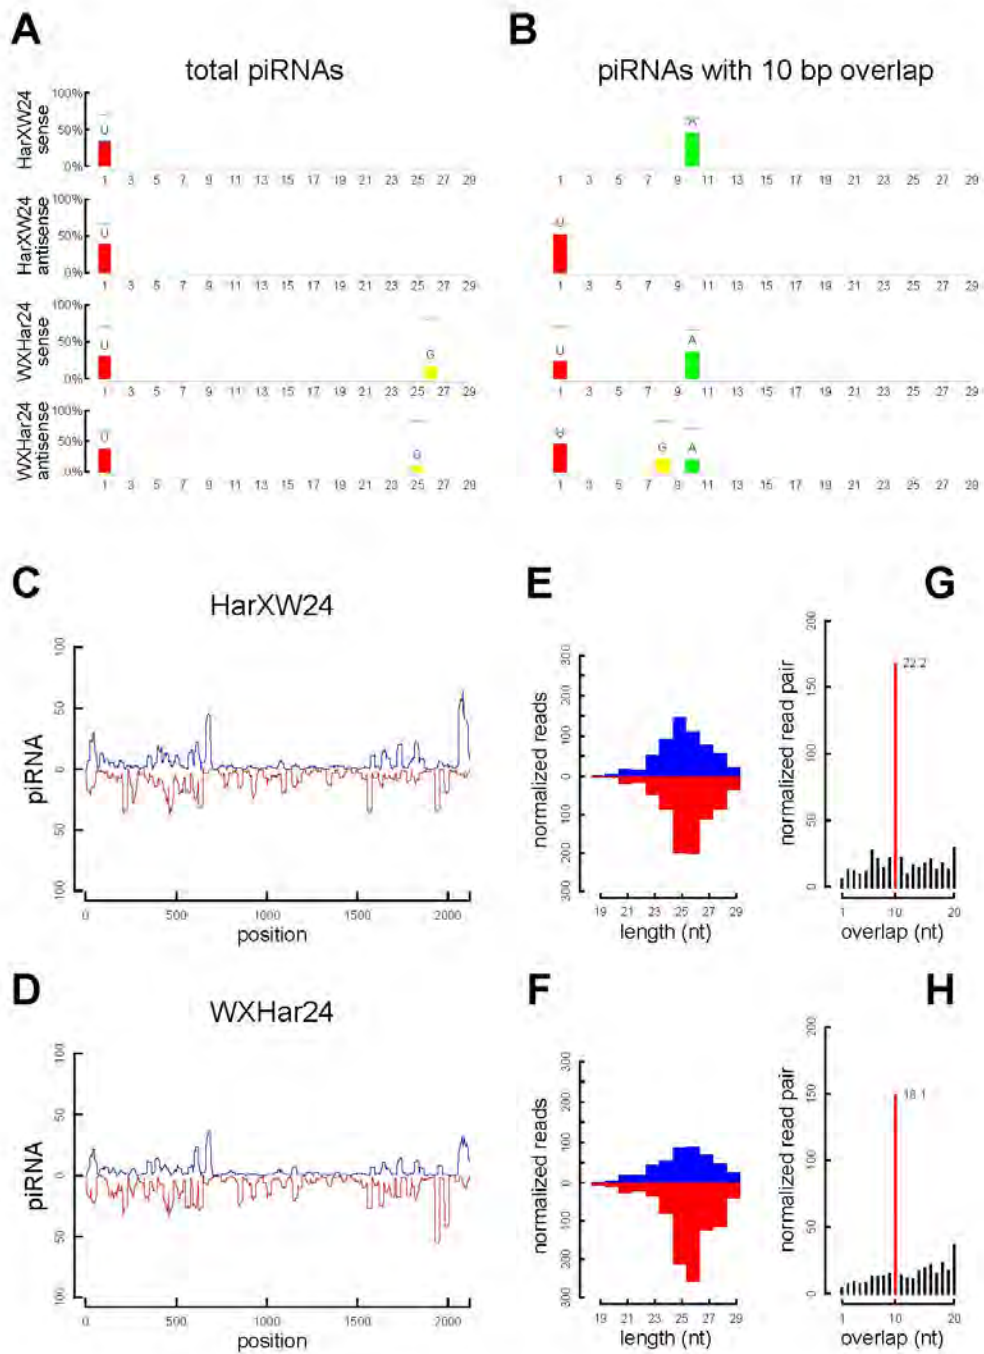 A
B
total piRNAs
piRNAs with 10 bp overlap
HarXW24 sense
100%
50%
0%
U
A
1 3 5 7 9 11 13 15 17 19 21 23 25 27 29
1 3 5 7 9 11 13 15 17 19 21 23 25 27 29
HarXW24 antisense
100%
50%
0%
U
U
1 3 5 7 9 11 13 15 17 19 21 23 25 27 29
1 3 5 7 9 11 13 15 17 19 21 23 25 27 29
WXHar24 sense
100%
50%
0%
U
G
U
A
1 3 5 7 9 11 13 15 17 19 21 23 25 27 29
1 3 5 7 9 11 13 15 17 19 21 23 25 27 29
WXHar24 antisense
100%
50%
0%
U
G
U
G
A
1 3 5 7 9 11 13 15 17 19 21 23 25 27 29
1 3 5 7 9 11 13 15 17 19 21 23 25 27 29
C
HarXW24
piRNA
100
50
0
50
100
0 500 1000 1500 2000
position
E
normalized reads
300
200
100
0
100
200
300
19 21 23 25 27 29
length (nt)
G
normalized read pair
200
150
100
50
0
22.2
1 10 20
overlap (nt)
D
WXHar24
piRNA
100
50
0
50
100
0 500 1000 1500 2000
position
F
normalized reads
300
200
100
0
100
200
300
19 21 23 25 27 29
length (nt)
H
normalized read pair
200
150
100
50
0
18.1
1 10 20
overlap (nt)